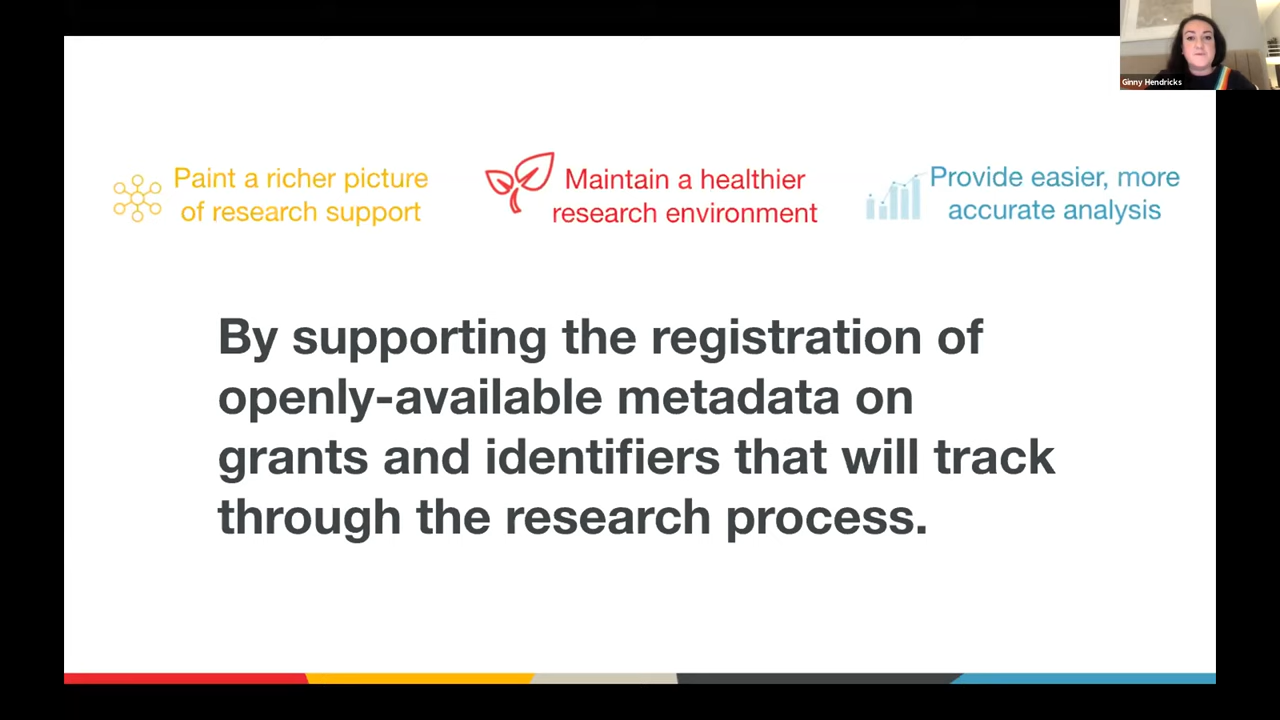 Ginny Hendricks
Paint a richer picture
of research support
Maintain a healthier
research environment
Provide easier, more
accurate analysis
By supporting the registration of
openly-available metadata on
grants and identifiers that will track
through the research process.